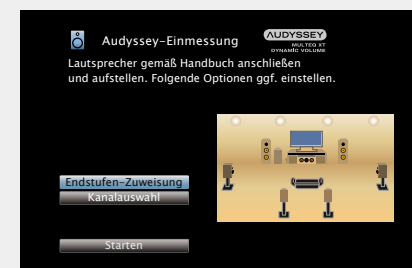 Audyssey-Einmessung
AUDYSSEY
MULTEQ XT
DYNAMIC VOLUME
Lautsprecher gemäß Handbuch anschließen
und aufstellen. Folgende Optionen ggf. einstellen.
Endstufen-Zuweisung
Kanalauswahl
Starten